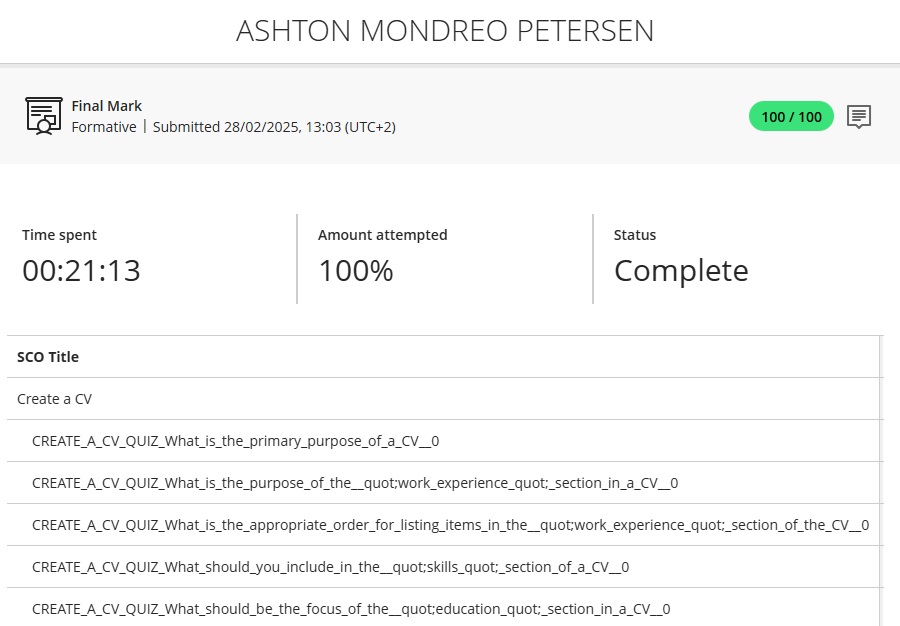 ASHTON MONDREO PETERSEN
Final Mark
Formative | Submitted 28/02/2025, 13:03 (UTC+2)
100 / 100
Time spent
00:21:13
Amount attempted
100%
Status
Complete
SCO Title
Create a CV
CREATE_A_CV_QUIZ_What_is_the_primary_purpose_of_a_CV__0
CREATE_A_CV_QUIZ_What_is_the_purpose_of_the__quot;work_experience_quot;_section_in_a_CV__0
CREATE_A_CV_QUIZ_What_is_the_appropriate_order_for_listing_items_in_the__quot;work_experience_quot;_section_of_the_CV__0
CREATE_A_CV_QUIZ_What_should_you_include_in_the__quot;skills_quot;_section_of_a_CV__0
CREATE_A_CV_QUIZ_What_should_be_the_focus_of_the__quot;education_quot;_section_in_a_CV__0